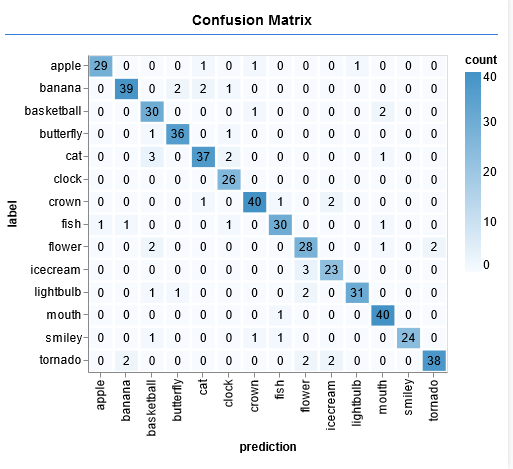 Confusion Matrix
apple 29 0 0 0 1 0 1 0 0 0 1 0 0 0
banana 0 39 0 2 2 1 0 0 0 0 0 0 0 0
basketball 0 0 30 0 0 0 1 0 0 0 0 2 0 0
butterfly 0 0 1 36 0 1 0 0 0 0 0 0 0 0
cat 0 0 3 0 37 2 0 0 0 0 0 1 0 0
clock 0 0 0 0 0 26 0 0 0 0 0 0 0 0
crown 0 0 0 0 1 0 40 1 0 2 0 0 0 0
fish 1 1 0 0 0 1 0 30 0 0 0 1 0 0
flower 0 0 2 0 0 0 0 0 28 0 0 1 0 2
icecream 0 0 0 0 0 0 0 0 3 23 0 0 0 0
lightbulb 0 0 1 1 0 0 0 0 2 0 31 0 0 0
mouth 0 0 0 0 0 0 0 1 0 0 0 40 0 0
smiley 0 0 1 0 0 0 1 1 0 0 0 0 24 0
tornado 0 2 0 0 0 0 0 0 2 2 0 0 0 38
label
apple banana basketball butterfly cat clock crown fish flower icecream lightbulb mouth smiley tornado
prediction
count
40
30
20
10
0